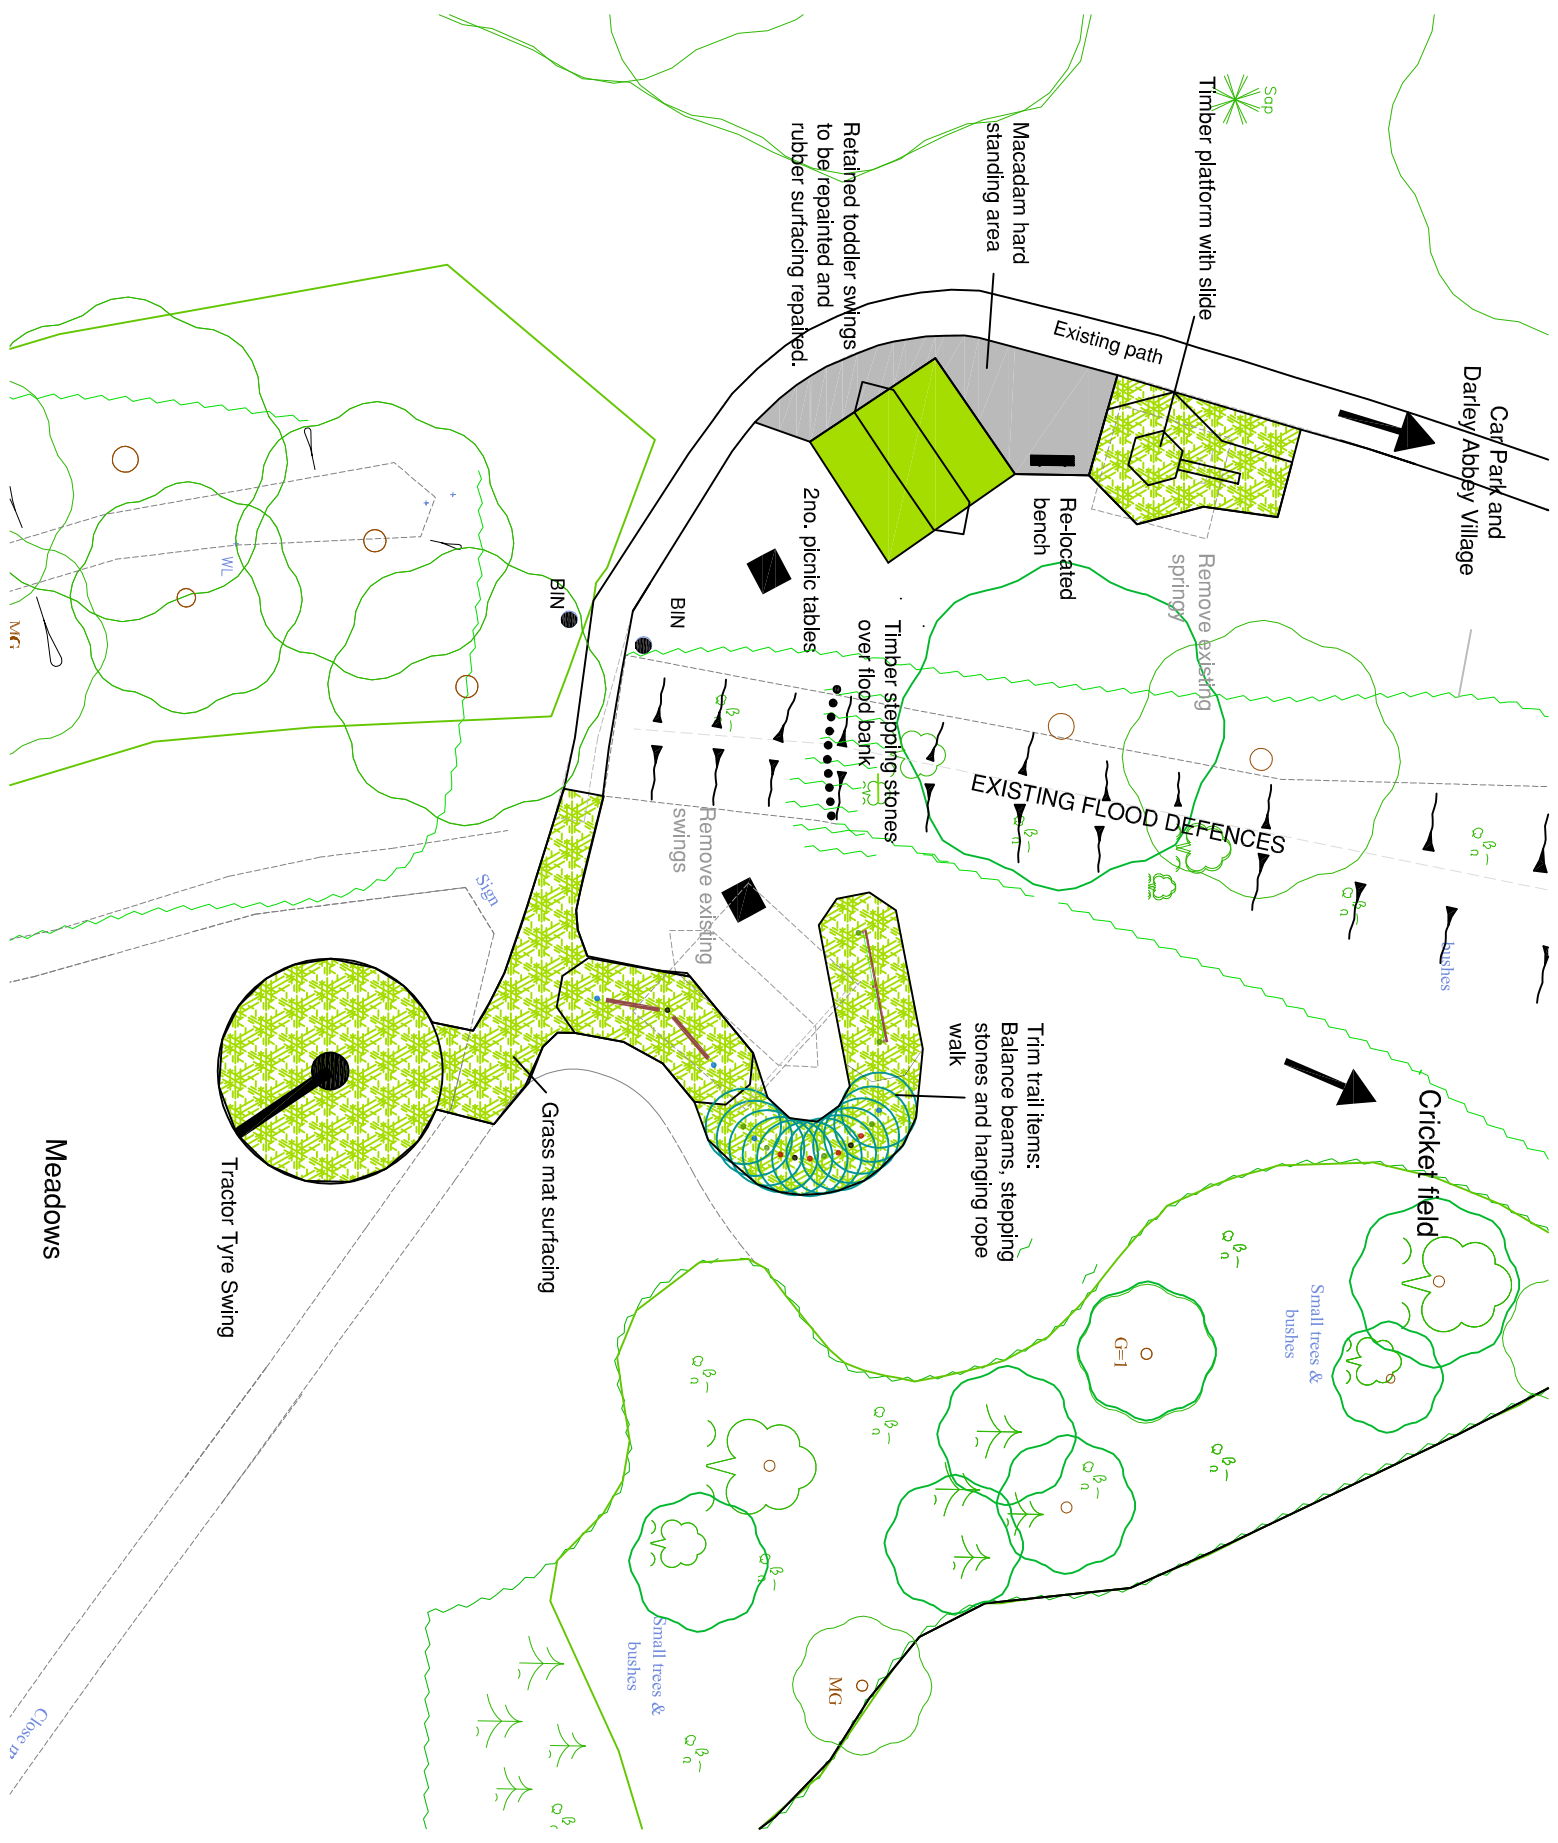 Sap
Timber platform with slide
Macadam hard
standing area
Retained toddler swings
to be repainted and
rubber surfacing repaired.
Existing path
Car Park and
Darley Abbey Village
Re-located
bench
2no. picnic tables
Remove existing
springy
BIN
BIN
WL
MG
Timber stepping stones
over flood bank
EXISTING FLOOD DEFENCES
Remove existing
swings
Sign
bushes
Trim trail items:
Balance beams, stepping
stones and hanging rope
walk
Cricket field
Grass mat surfacing
Tractor Tyre Swing
Meadows
G=1
Small trees &
bushes
Small trees &
bushes
MG
Close